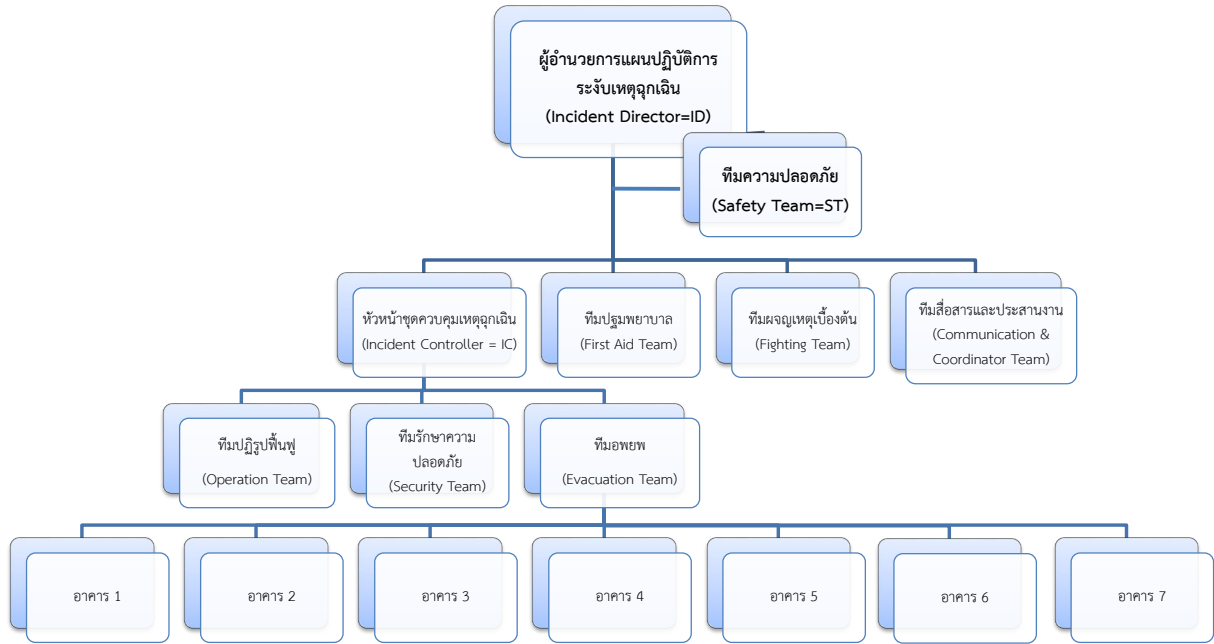 ผู้อำนวยการแผนปฏิบัติการ
ระงับเหตุฉุกเฉิน
(Incident Director=ID)
ทีมความปลอดภัย
(Safety Team=ST)
หัวหน้าชุดควบคุมเหตุฉุกเฉิน
(Incident Controller = IC)
ทีมปฐมพยาบาล
(First Aid Team)
ทีมผจญเหตุเบื้องต้น
(Fighting Team)
ทีมสื่อสารและประสานงาน
(Communication &
Coordinator Team)
ทีมปฏิรูปฟื้นฟู
(Operation Team)
ทีมรักษาความ
ปลอดภัย
(Security Team)
ทีมอพยพ
(Evacuation Team)
อาคาร 1
อาคาร 2
อาคาร 3
อาคาร 4
อาคาร 5
อาคาร 6
อาคาร 7